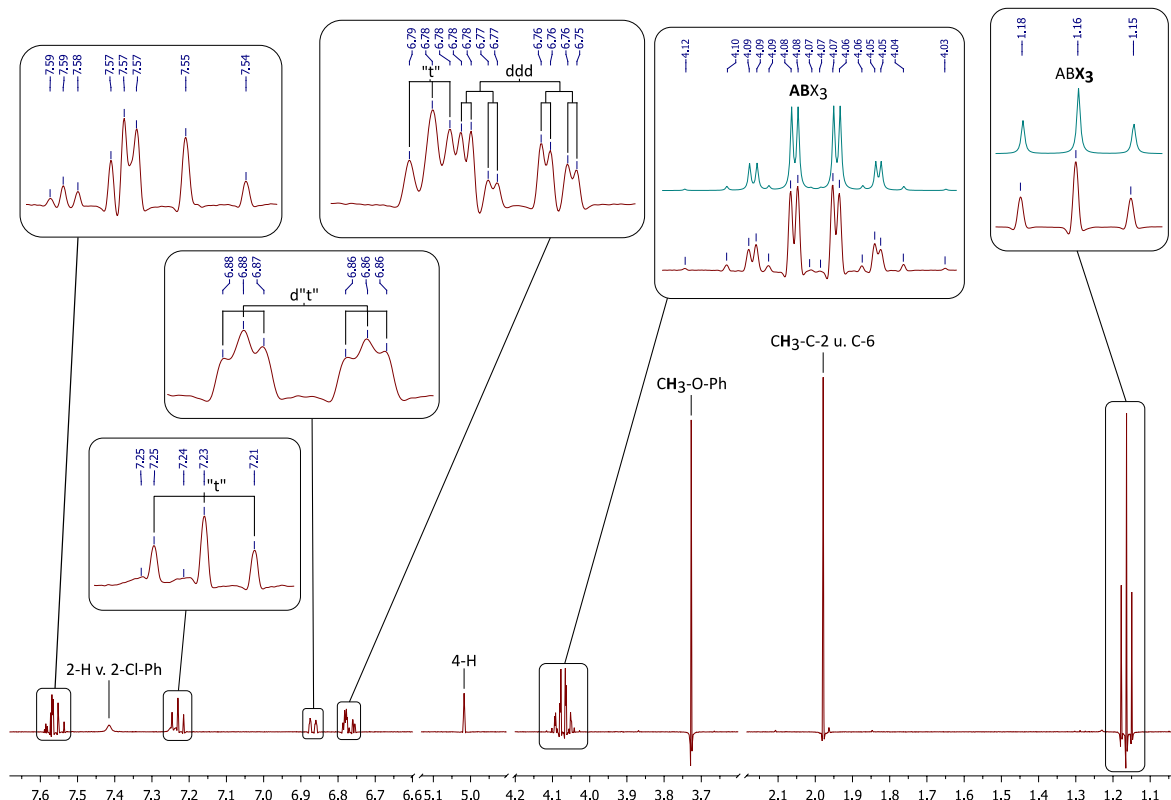 7.59 7.59 7.58 7.57 7.57 7.57 7.55 7.54
6.79 6.78 6.78 6.78 6.78 6.77 6.77 6.76 6.76 6.76 6.75
"t" ddd
4.12 4.10 4.09 4.09 4.09 4.08 4.08 4.07 4.07 4.06 4.06 4.05 4.05 4.04 4.03
ABX3
1.18 1.16 1.15
ABX3
6.88 6.88 6.87 6.86 6.86 6.86
d"t"
7.25 7.25 7.24 7.23 7.21
"t"
CH3-C-2 u. C-6
CH3-O-Ph
2-H v. 2-Cl-Ph
4-H
7.6 7.5 7.4 7.3 7.2 7.1 7.0 6.9 6.8 6.7 6.6 5.1 5.0 4.2 4.1 4.0 3.9 3.8 3.7 2.1 2.0 1.9 1.8 1.7 1.6 1.5 1.4 1.3 1.2 1.1